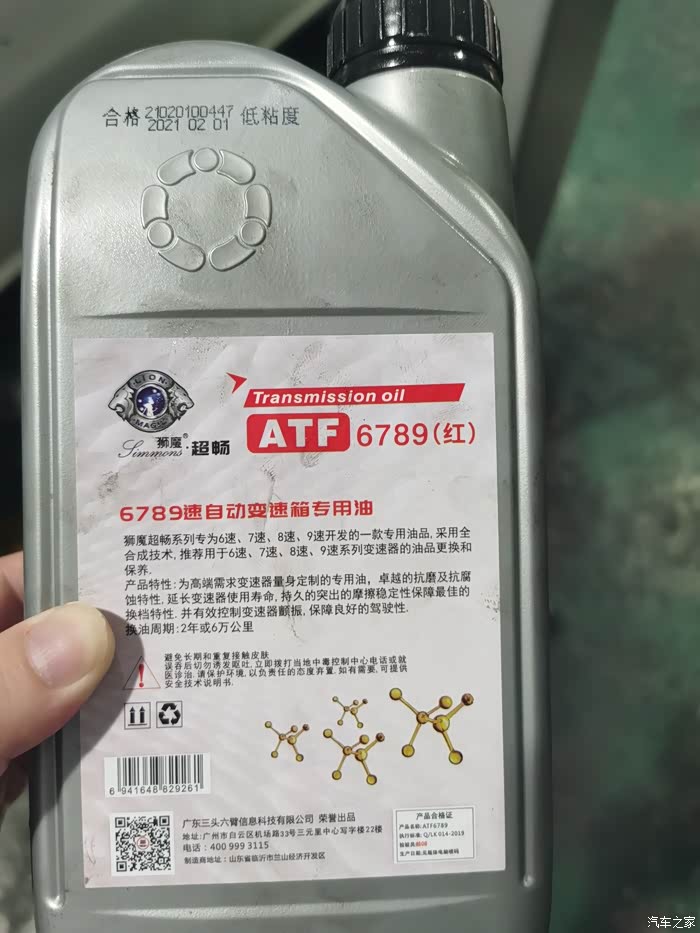 合格 21020100447 低粘度
2021 02 01
LION
MAGIC
狮魔®
Simmons·超畅
Transmission oil
ATF 6789(红)
6789速自动变速箱专用油
狮魔超畅系列专为6速、7速、8速、9速开发的一款专用油品,采用全
合成技术,推荐用于6速、7速、8速、9速系列变速器的油品更换和
保养.
产品特性:为高端需求变速器量身定制的专用油，卓越的抗磨及抗腐
蚀特性,延长变速器使用寿命,持久的突出的摩擦稳定性保障最佳的
换档特性.并有效控制变速器颤振,保障良好的驾驶性.
换油周期:2年或6万公里
避免长期和重复接触皮肤
误吞后切勿诱发呕吐.立即拨打当地中毒控制中心电话或就
医诊治.请保护环境,以负责任的态度弃置.如有需要,可提供
安全技术说明书.
6 941648 829261
广东三头六臂信息科技有限公司 荣誉出品
地址:广州市白云区机场路33号三元里中心写字楼22楼
电话：400 999 3115
制造商地址：山东省临沂市兰山经济开发区
产品合格证
产品名称:ATF6789
执行标准: Q/LK 014-2019
生产日期:见瓶体电脑喷码
汽车之家